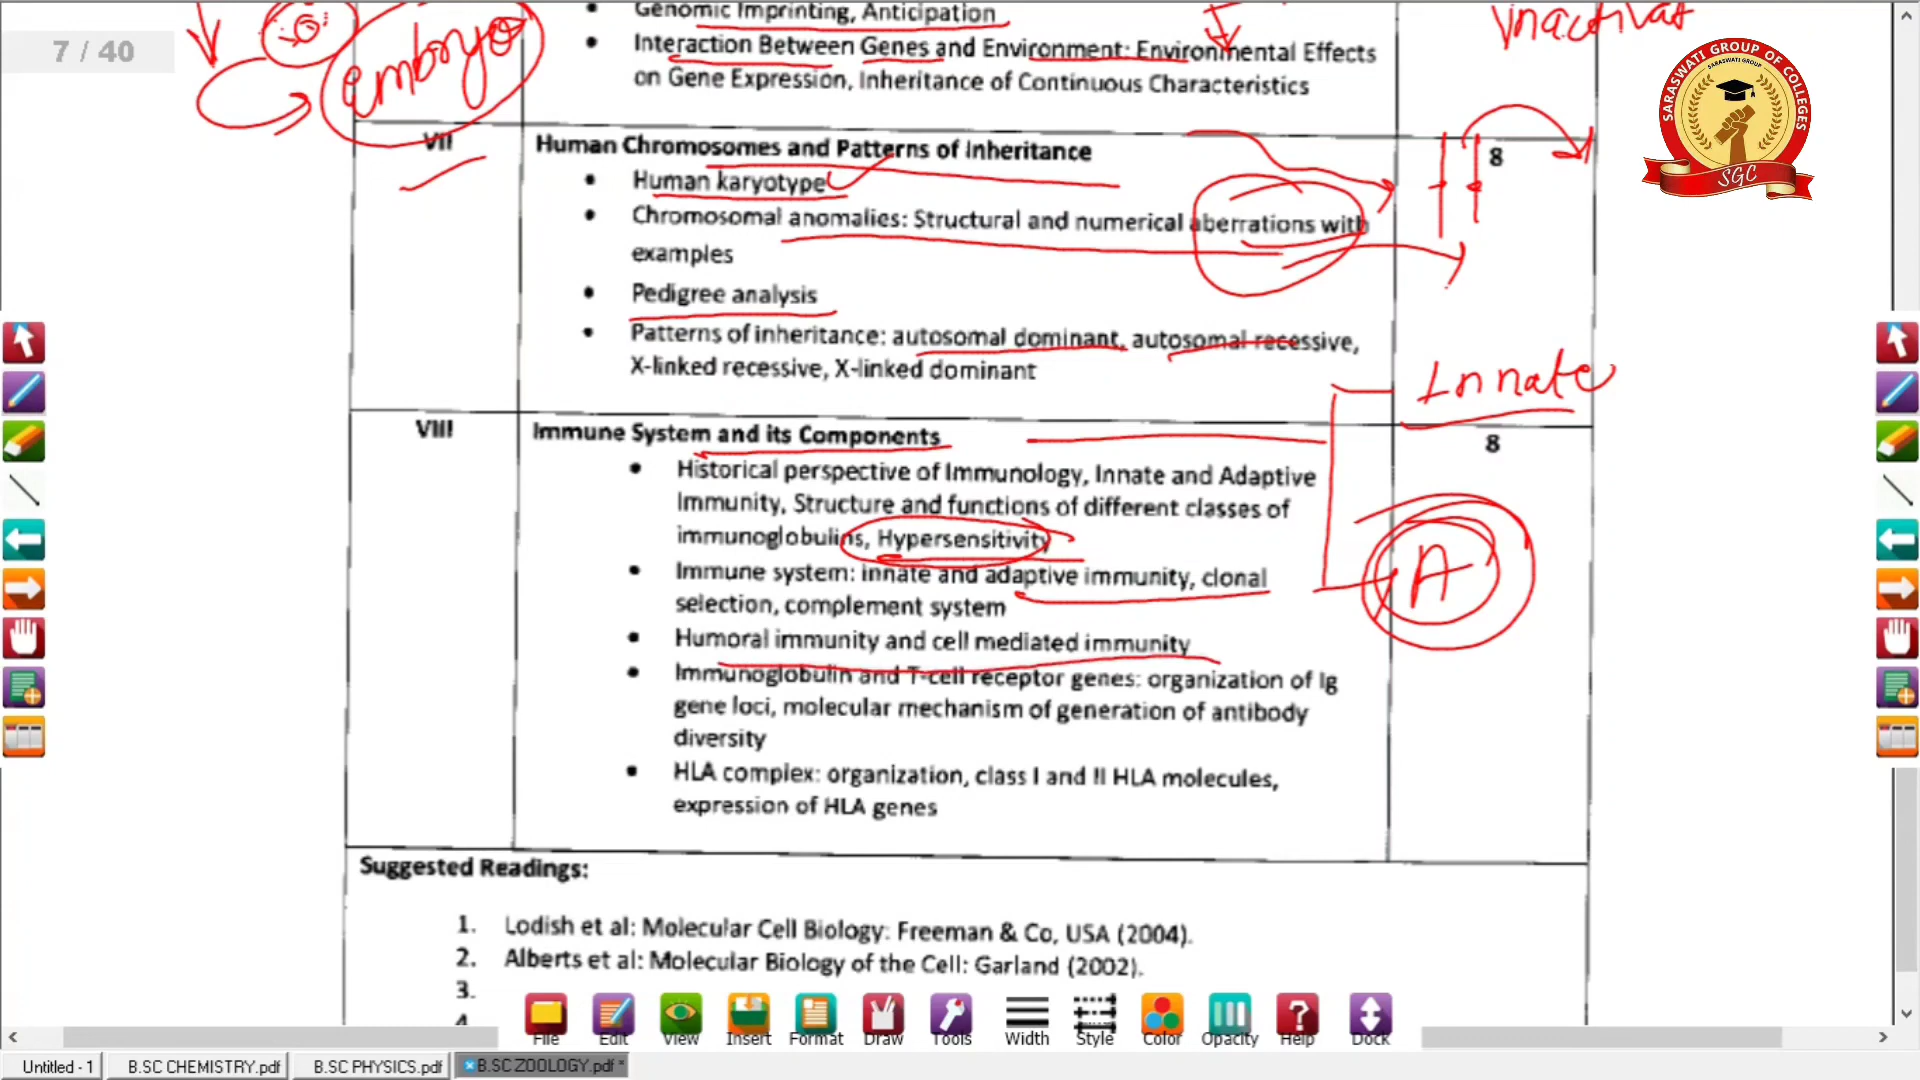 7 / 40
embryo
Genomic Imprinting, Anticipation
Interaction Between Genes and Environment: Environmental Effects
on Gene Expression, Inheritance of Continuous Characteristics
inactivat
SARASWATI GROUP OF COLLEGES
SARASWATI GROUP
SGC
VII
Human Chromosomes and Patterns of Inheritance
8
Human karyotype
Chromosomal anomalies: Structural and numerical aberrations with
examples
Pedigree analysis
Patterns of inheritance: autosomal dominant, autosomal recessive,
X-linked recessive, X-linked dominant
Innate
VIII
Immune System and its Components
8
Historical perspective of Immunology, Innate and Adaptive
Immunity, Structure and functions of different classes of
immunoglobulins, Hypersensitivity
A
Immune system: innate and adaptive immunity, clonal
selection, complement system
Humoral immunity and cell mediated immunity
Immunoglobulin and T-cell receptor genes: organization of Ig
gene loci, molecular mechanism of generation of antibody
diversity
HLA complex: organization, class I and II HLA molecules,
expression of HLA genes
Suggested Readings:
1. Lodish et al: Molecular Cell Biology: Freeman & Co, USA (2004).
2. Alberts et al: Molecular Biology of the Cell: Garland (2002).
3.
4
File Edit View Insert Format Draw Tools Width Style Color Opacity Help Dock
Untitled - 1 B.SC CHEMISTRY.pdf B.SC PHYSICS.pdf B.SC ZOOLOGY.pdf *